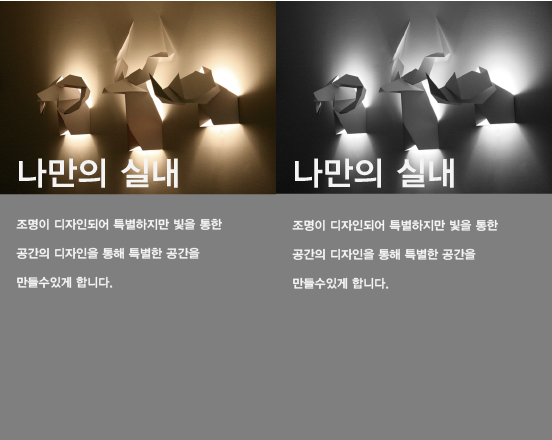 나만의 실내
조명이 디자인되어 특별하지만 빛을 통한
공간의 디자인을 통해 특별한 공간을
만들수있게 합니다.
나만의 실내
조명이 디자인되어 특별하지만 빛을 통한
공간의 디자인을 통해 특별한 공간을
만들수있게 합니다.